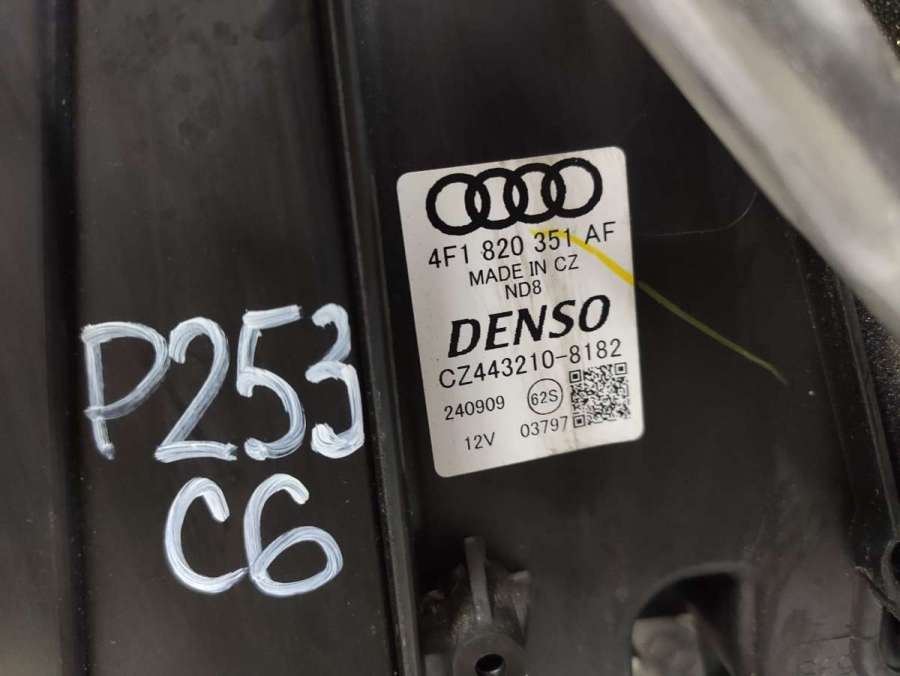 4F1 820 351 AF
MADE IN CZ
ND8
DENSO
CZ443210-8182
240909 62S
12V 03797
P253
C6